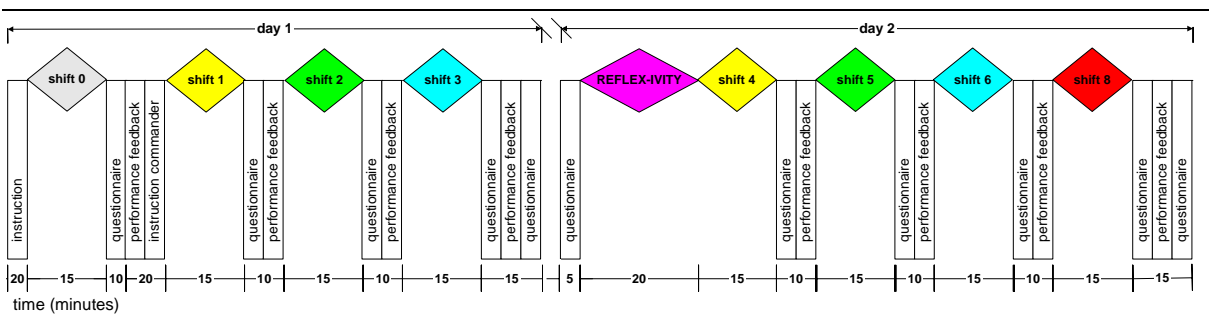 day 1
day 2
shift 0
shift 1
shift 2
shift 3
REFLEX-IVITY
shift 4
shift 5
shift 6
shift 8
instruction
questionnaire
performance feedback
instruction commander
questionnaire
performance feedback
questionnaire
performance feedback
questionnaire
performance feedback
questionnaire
questionnaire
questionnaire
performance feedback
questionnaire
performance feedback
questionnaire
performance feedback
questionnaire
performance feedback
questionnaire
20 15 10 20 15 10 15 10 15 15 5 20 15 10 15 10 15 10 15 15
time (minutes)